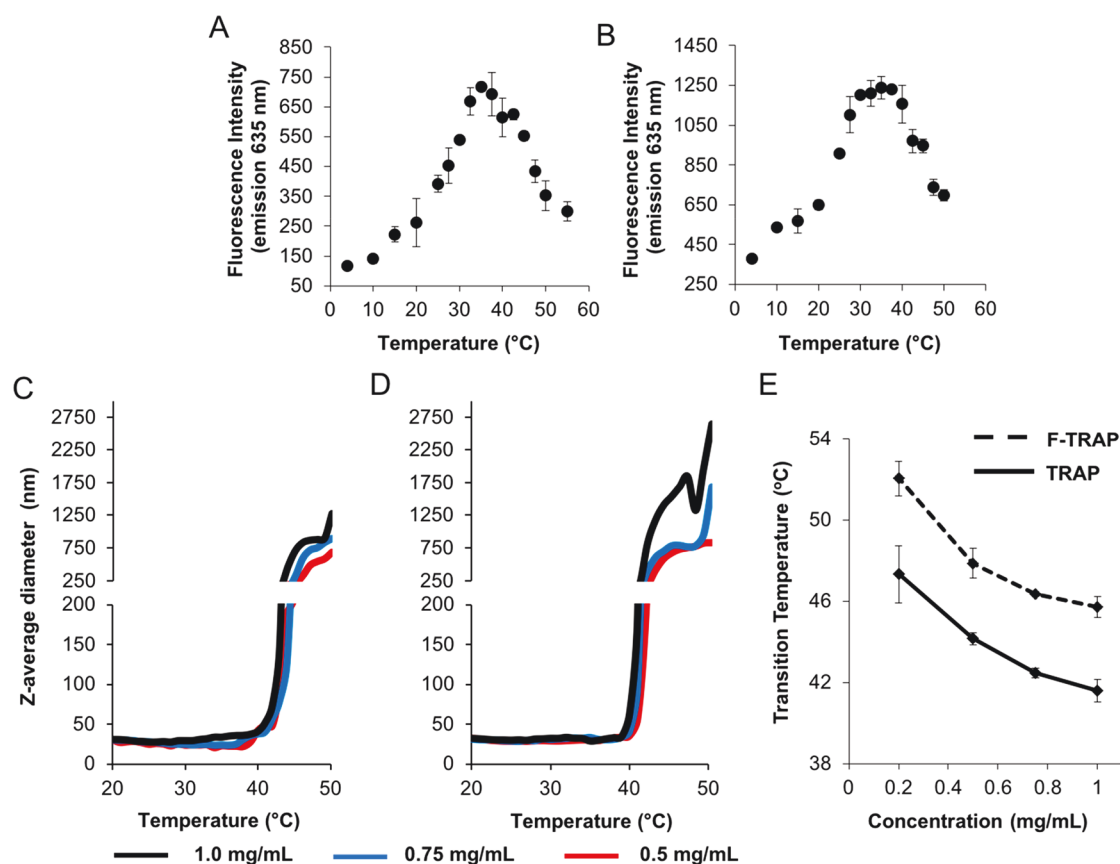 A
Fluorescence Intensity
(emission 635 nm)
850
750
650
550
450
350
250
150
50
0 10 20 30 40 50 60
Temperature (°C)
B
Fluorescence Intensity
(emission 635 nm)
1450
1250
1050
850
650
450
250
0 10 20 30 40 50 60
Temperature (°C)
C
Z-average diameter (nm)
2750
2250
1750
1250
750
250
200
150
100
50
0
20 30 40 50
Temperature (°C)
D
2750
2250
1750
1250
750
250
200
150
100
50
0
20 30 40 50
Temperature (°C)
E
F-TRAP
TRAP
Transition Temperature (°C)
54
50
46
42
38
0 0.2 0.4 0.6 0.8 1
Concentration (mg/mL)
1.0 mg/mL 0.75 mg/mL 0.5 mg/mL